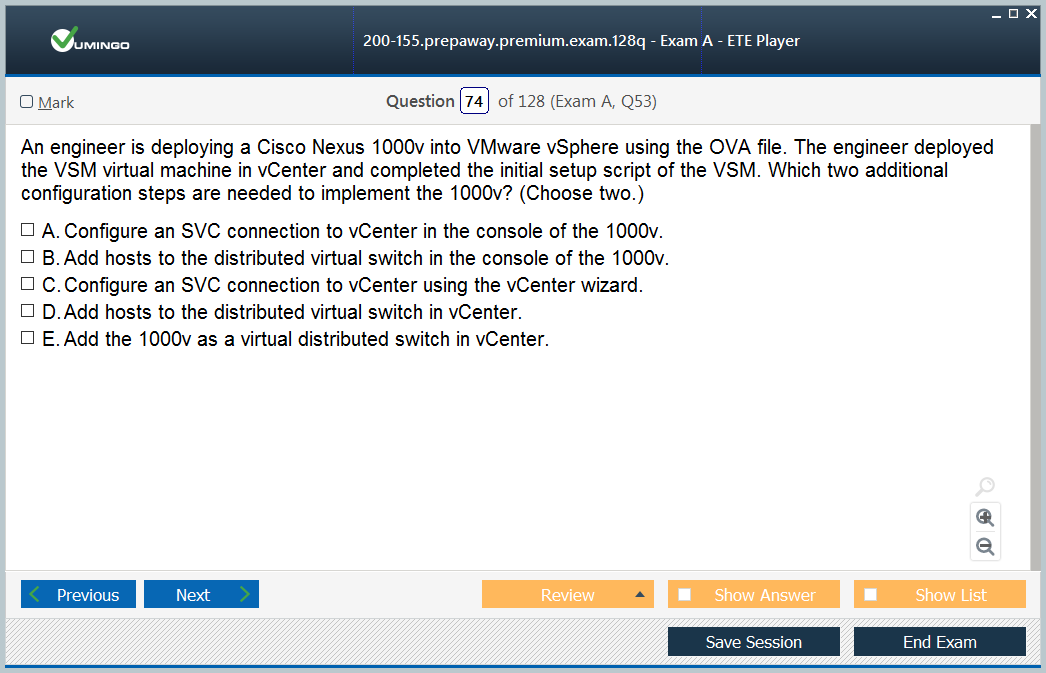 VUMINGO
200-155.prepaway.premium.exam.128q - Exam A - ETE Player
Mark
Question 74 of 128 (Exam A, Q53)
An engineer is deploying a Cisco Nexus 1000v into VMware vSphere using the OVA file. The engineer deployed
the VSM virtual machine in vCenter and completed the initial setup script of the VSM. Which two additional
configuration steps are needed to implement the 1000v? (Choose two.)
A. Configure an SVC connection to vCenter in the console of the 1000v.
B. Add hosts to the distributed virtual switch in the console of the 1000v.
C. Configure an SVC connection to vCenter using the vCenter wizard.
D. Add hosts to the distributed virtual switch in vCenter.
E. Add the 1000v as a virtual distributed switch in vCenter.
Previous Next Review Show Answer Show List
Save Session End Exam